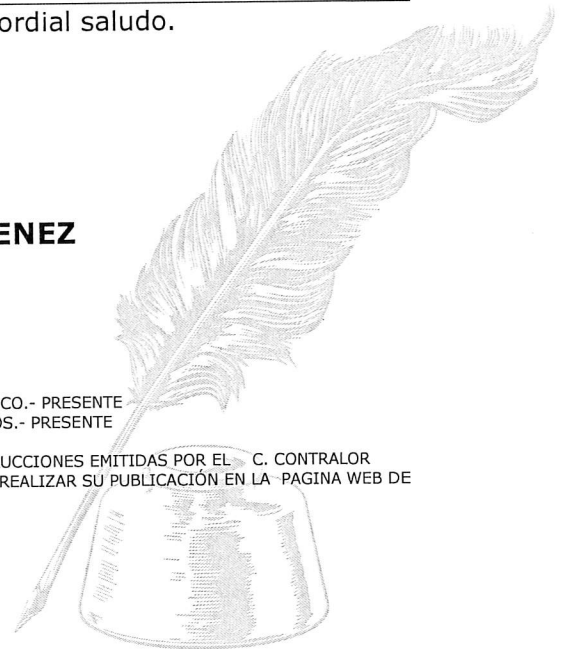 ordial saludo.
ENEZ
CO.- PRESENTE
OS.- PRESENTE
UCCIONES EMITIDAS POR EL C. CONTRALOR
REALIZAR SU PUBLICACIÓN EN LA PAGINA WEB DE